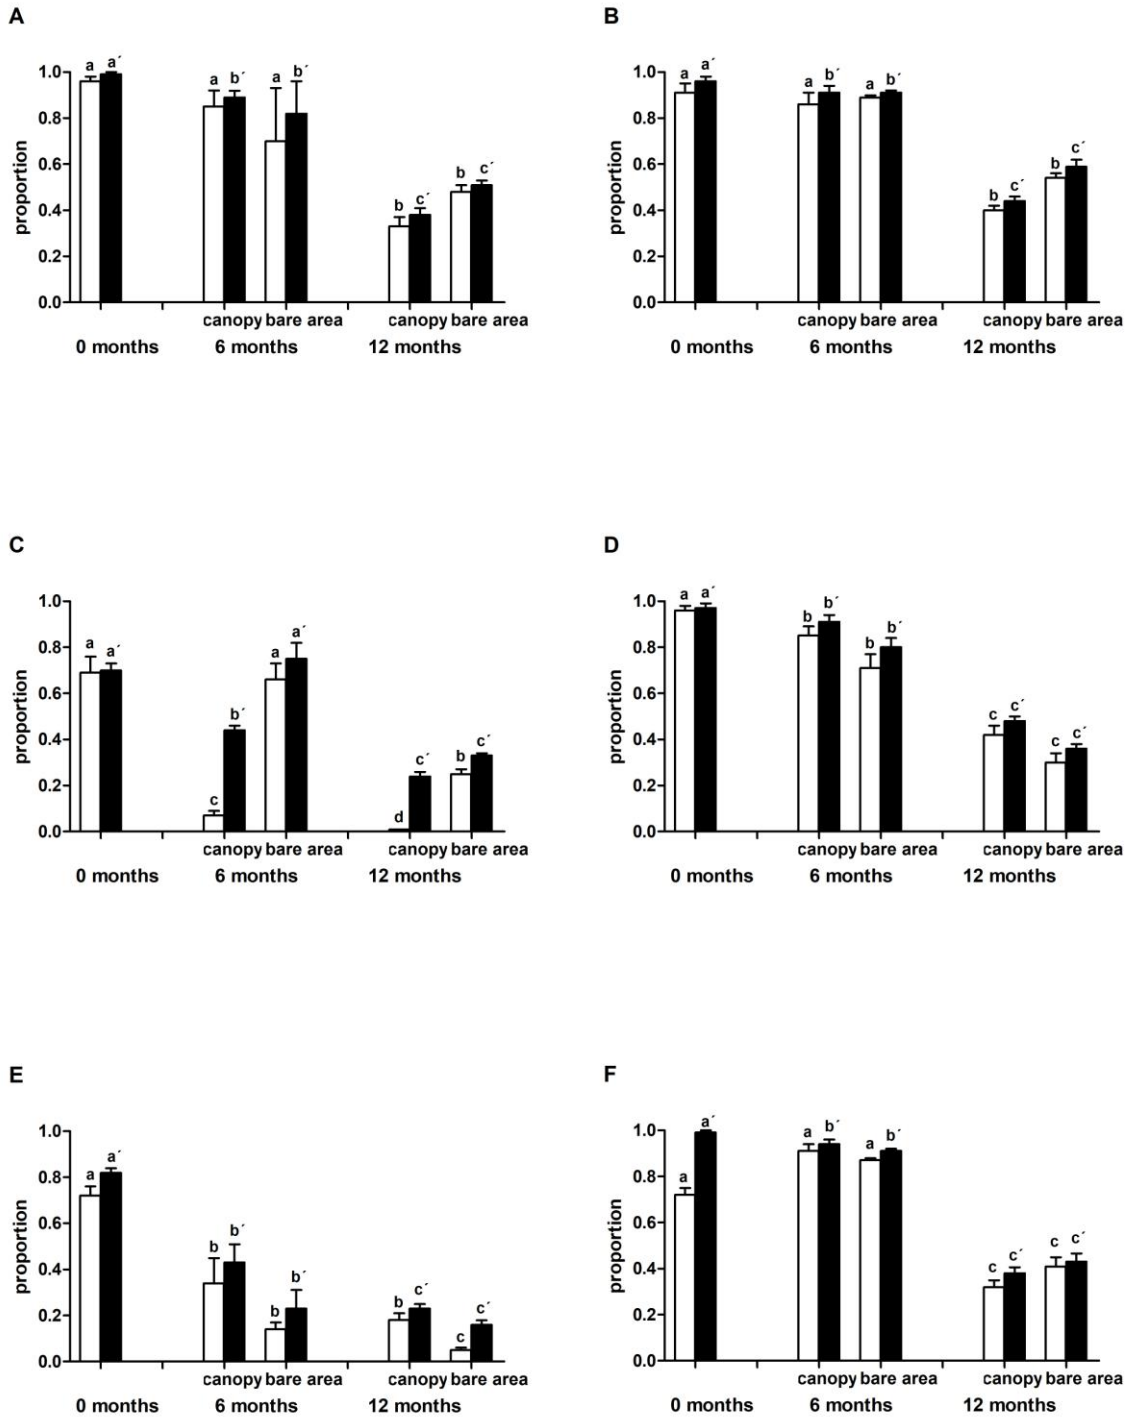 A
a a´ a b´ a b´ b c´ b c´
1.0
0.8
0.6
0.4
0.2
0.0
proportion
canopy bare area canopy bare area
0 months 6 months 12 months
B
a a´ a b´ a b´ b c´ b c´
1.0
0.8
0.6
0.4
0.2
0.0
proportion
canopy bare area canopy bare area
0 months 6 months 12 months
C
a a´ c b´ a a´ d c´ b c´
1.0
0.8
0.6
0.4
0.2
0.0
proportion
canopy bare area canopy bare area
0 months 6 months 12 months
D
a a´ b b´ b b´ c c´ c c´
1.0
0.8
0.6
0.4
0.2
0.0
proportion
canopy bare area canopy bare area
0 months 6 months 12 months
E
a a´ b b´ b b´ b c´ c c´
1.0
0.8
0.6
0.4
0.2
0.0
proportion
canopy bare area canopy bare area
0 months 6 months 12 months
F
a a´ a b´ a b´ c c´ c c´
1.0
0.8
0.6
0.4
0.2
0.0
proportion
canopy bare area canopy bare area
0 months 6 months 12 months